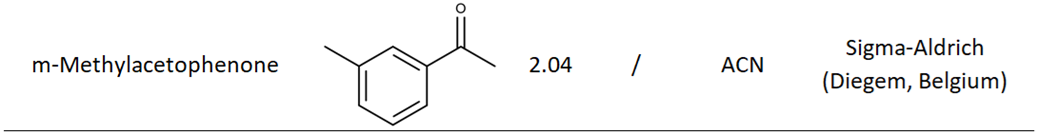 O
m-Methylacetophenone 2.04 / ACN Sigma-Aldrich
(Diegem, Belgium)